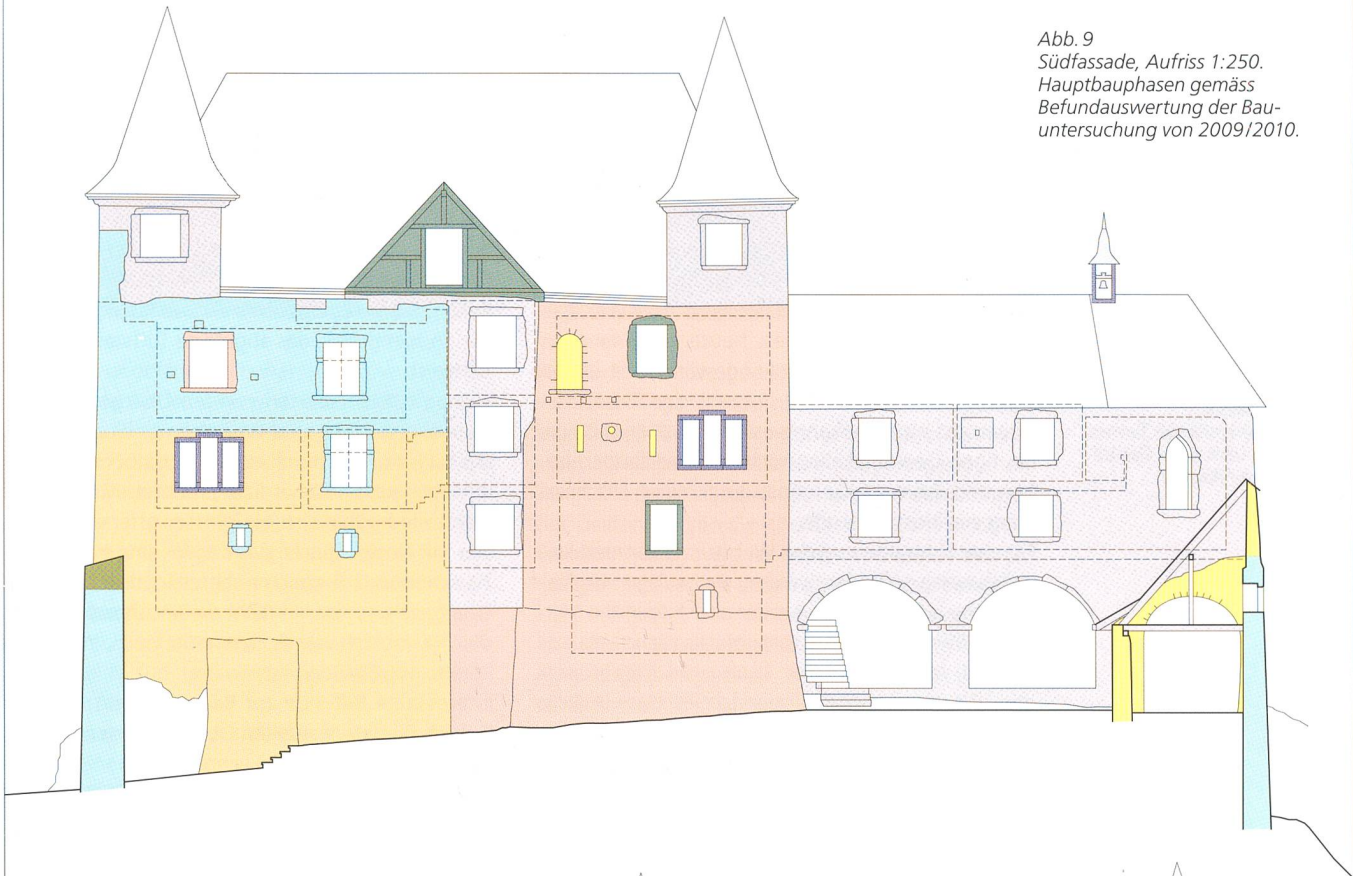 Abb. 9
Südfassade, Aufriss 1:250.
Hauptbauphasen gemäss
Befundauswertung der Bau-
untersuchung von 2009/2010.